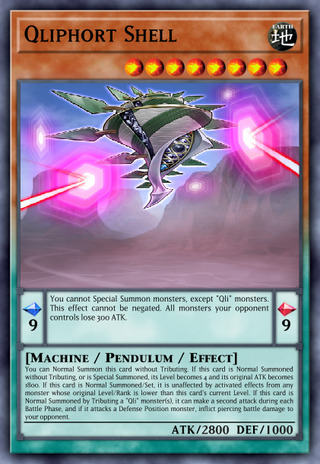 Qliphort Shell
EARTH
地
You cannot Special Summon monsters, except "Qli" monsters.
This effect cannot be negated. All monsters your opponent
controls lose 300 ATK.
9
9
[Machine / Pendulum / Effect]
You can Normal Summon this card without Tributing. If this card is Normal Summoned
without Tributing, or is Special Summoned, its Level becomes 4 and its original ATK becomes
1800. If this card is Normal Summoned/Set, it is unaffected by activated effects from any
monster whose original Level/Rank is lower than this card's current Level. If this card is
Normal Summoned by Tributing a "Qli" monster(s), it can make a second attack during each
Battle Phase, and if it attacks a Defense Position monster, inflict piercing battle damage to
your opponent.
ATK/2800 DEF/1000